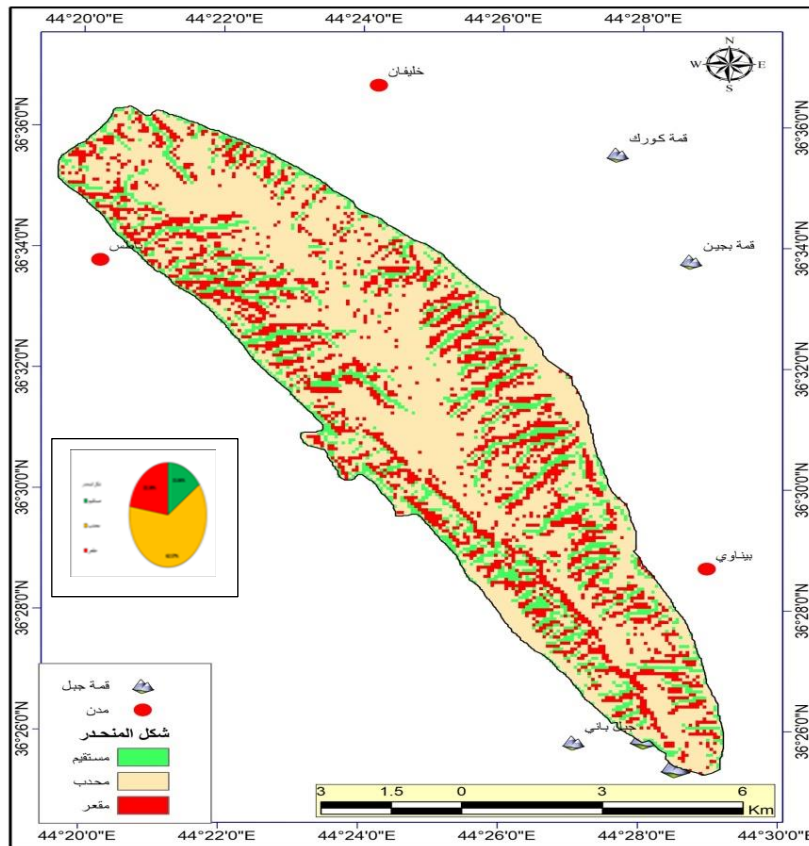 44°20'0"E 44°22'0"E 44°24'0"E 44°26'0"E 44°28'0"E
N
W E
S
خليفان
قمة كورك
36°36'0"N 36°36'0"N
قمة بجين
36°34'0"N 36°34'0"N
36°32'0"N 36°32'0"N
36°30'0"N 36°30'0"N
بيناوي
36°28'0"N 36°28'0"N
قمة جبل
مدن
شكل المنحدر
مستقيم
محدب
مقعر
جبل باني
36°26'0"N 36°26'0"N
3 1.5 0 3 6
Km
44°20'0"E 44°22'0"E 44°24'0"E 44°26'0"E 44°28'0"E 44°30'0"E